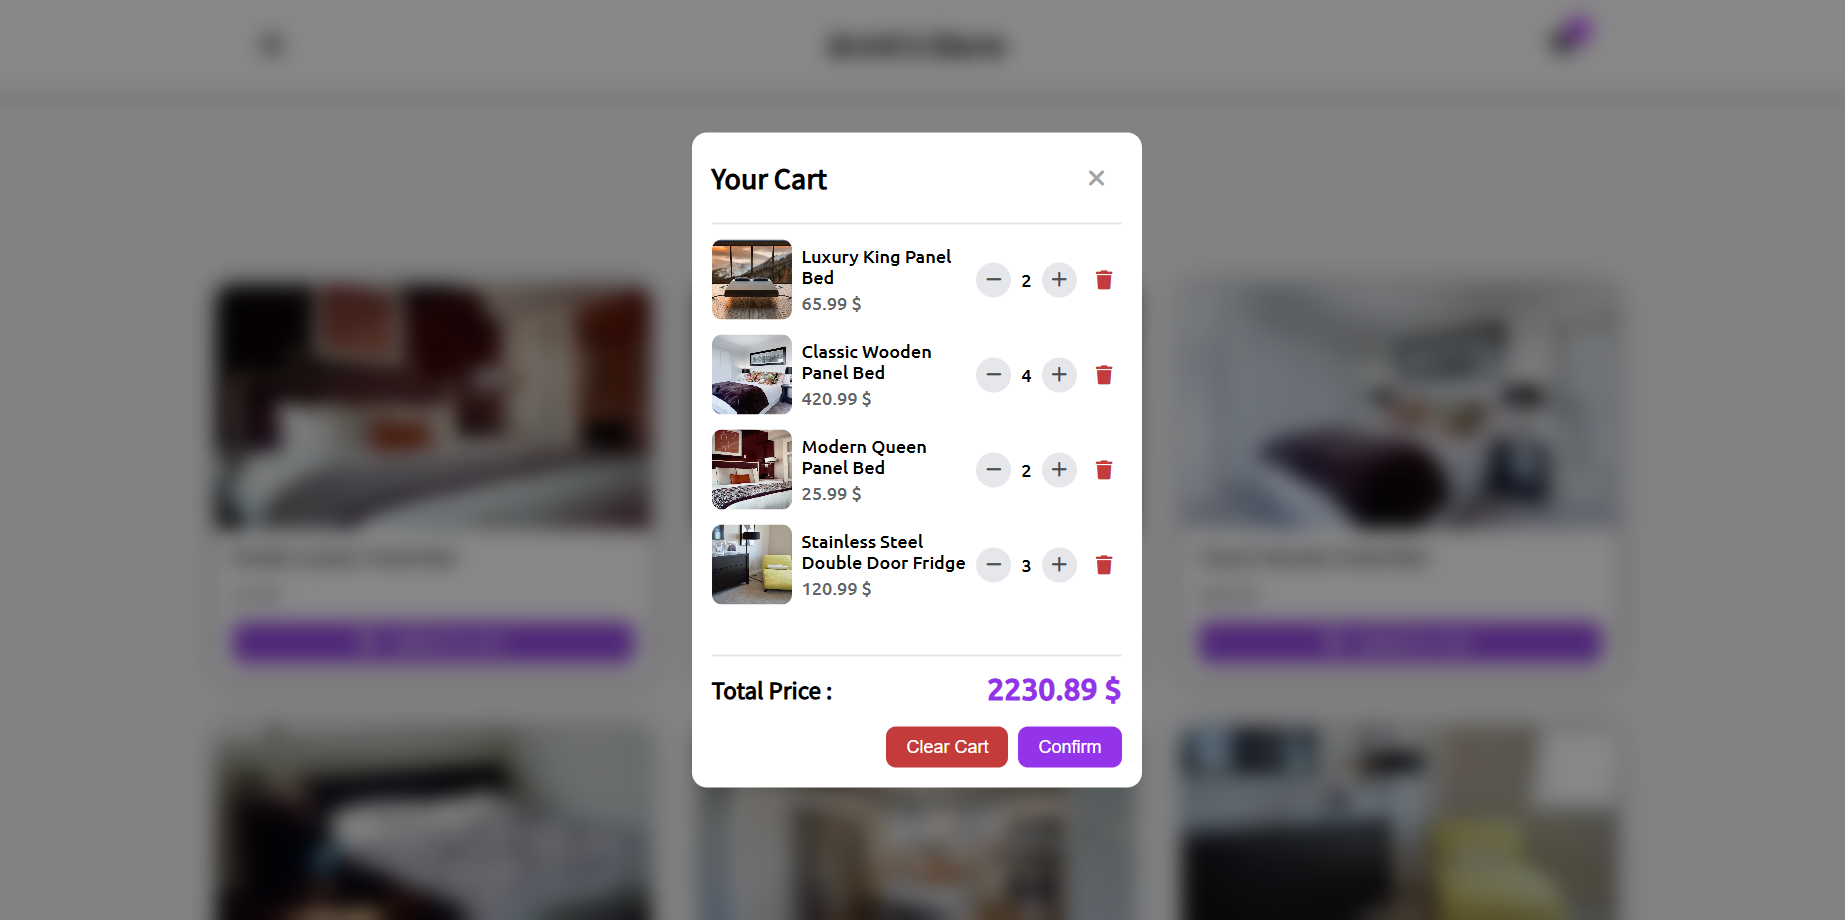 Your Cart
Luxury King Panel
Bed
65.99 $
2
Classic Wooden
Panel Bed
420.99 $
4
Modern Queen
Panel Bed
25.99 $
2
Stainless Steel
Double Door Fridge
120.99 $
3
Total Price :
2230.89 $
Clear Cart
Confirm